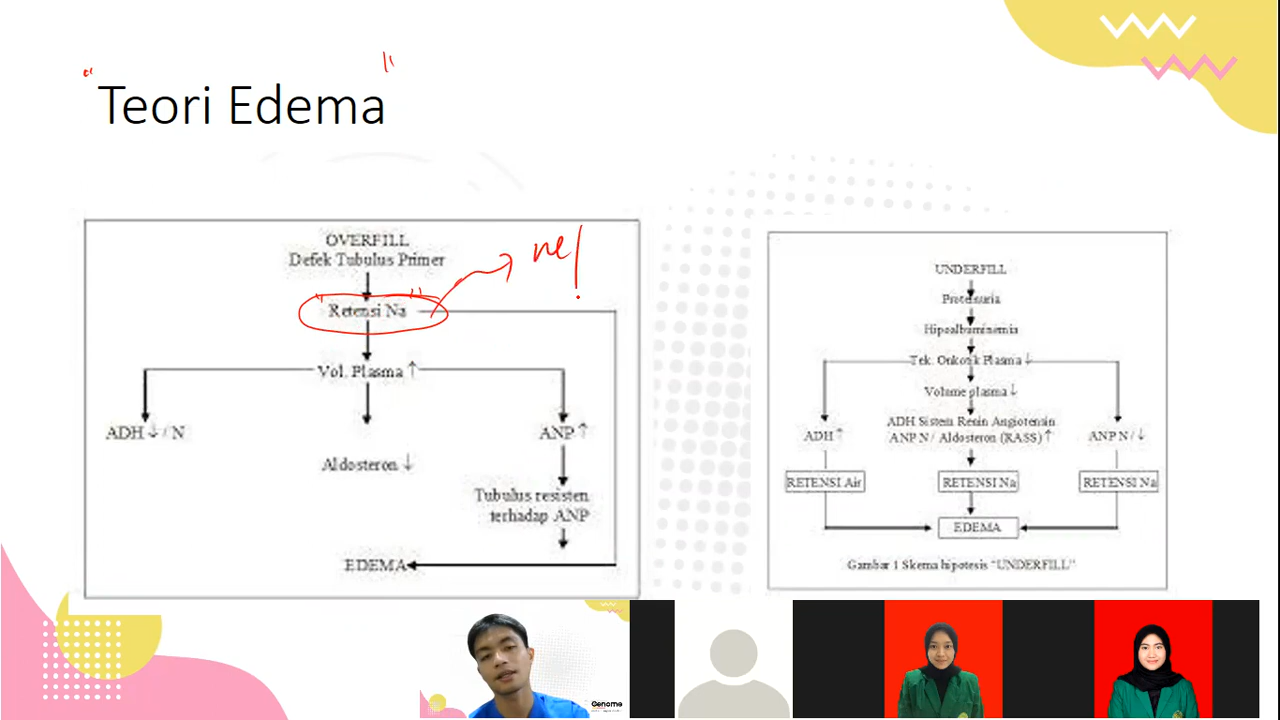 "Teori Edema"
OVERFILL
Defek Tubulus Primer
"Retensi Na"
Vol. Plasma ↑
ADH ↓ / N
ANP ↑
Aldosteron ↓
Tubulus resisten
terhadap ANP
EDEMA
UNDERFILL
Proteinuria
Hipoalbuminemia
Tek. Onkotik Plasma ↓
Volume plasma ↓
ADH Sistem Renin Angiotensin
ANP N / Aldosteron (RASS) ↑
ADH ↑
ANP N / ↓
RETENSI Air
RETENSI Na
RETENSI Na
EDEMA
Gambar 1 Skema hipotesis "UNDERFILL"
Genome